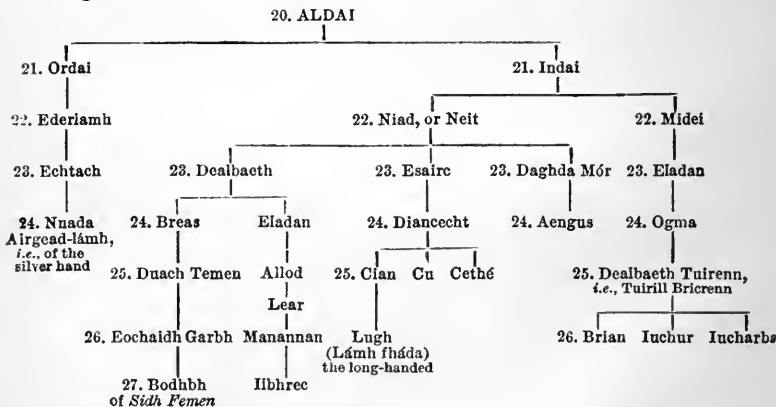 20. ALDAI
21. Ordai 21. Indai
22. Ederlamh 22. Niad, or Neit 22. Midei
23. Echtach 23. Dealbaeth 23. Esairc 23. Daghda Mór 23. Eladan
24. Nuada 24. Breas Eladan 24. Diancecht 24. Aengus 24. Ogma
Airgead-lámh,
i.e., of the
silver hand
25. Duach Temen Allod 25. Cian Cu Cethé 25. Dealbaeth Tuirenn,
i.e., Tuirill Bricrenn
Lear
26. Eochaidh Garbh Manannan Lugh 26. Brian Iuchur Iucharba
(Lámh fháda)
the long-handed
27. Bodhbh Ilbhrec
of Sidh Femen